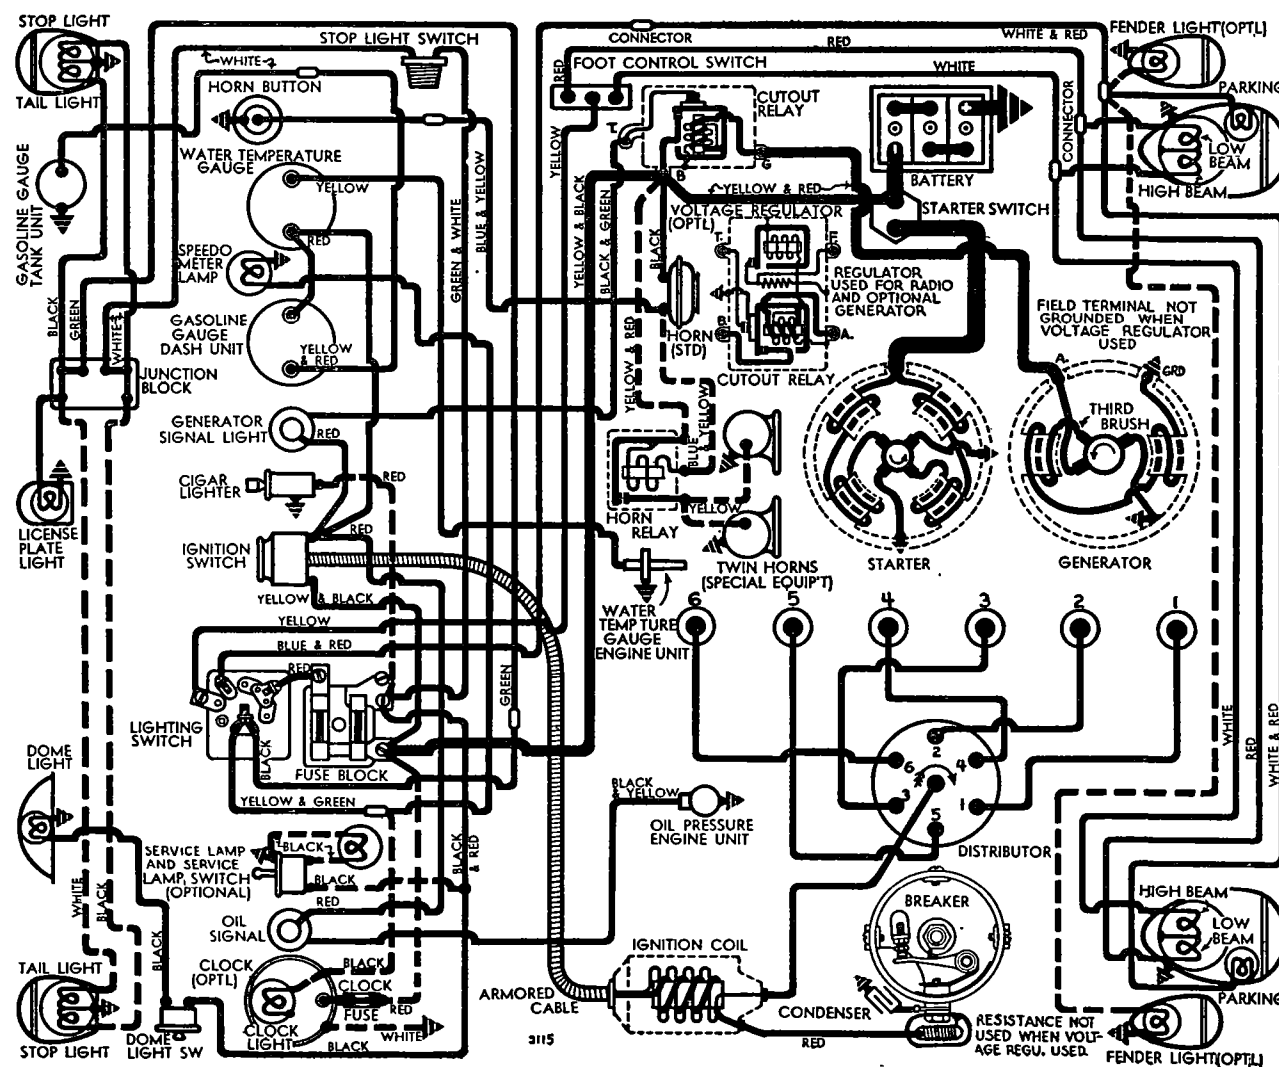 STOP LIGHT
TAIL LIGHT
STOP LIGHT SWITCH
WHITE
HORN BUTTON
WATER TEMPERATURE
GAUGE
YELLOW
RED
GASOLINE GAUGE
TANK UNIT
SPEEDO
METER
LAMP
GASOLINE
GAUGE
DASH UNIT
YELLOW
& RED
BLACK
GREEN
WHITE
JUNCTION
BLOCK
GENERATOR
SIGNAL LIGHT
RED
CIGAR
LIGHTER
RED
LICENSE
PLATE
LIGHT
IGNITION
SWITCH
RED
YELLOW & BLACK
YELLOW
BLUE & RED
RED
LIGHTING
SWITCH
BLACK
FUSE BLOCK
YELLOW & GREEN
DOME
LIGHT
SERVICE LAMP
AND SERVICE
LAMP, SWITCH
(OPTIONAL)
BLACK
BLACK
RED
OIL
SIGNAL
WHITE
BLACK
BLACK
BLACK
& RED
TAIL LIGHT
STOP LIGHT
CLOCK
(OPT'L)
BLACK
CLOCK
FUSE
RED
CLOCK
LIGHT
WHITE
BLACK
DOME
LIGHT SW
GREEN & WHITE
BLUE & YELLOW
GREEN
CONNECTOR
WHITE & RED
RED
RED
FOOT CONTROL SWITCH
WHITE
YELLOW
YELLOW & BLACK
BLACK & GREEN
CUTOUT
RELAY
T.
B
G
YELLOW & RED
BATTERY
STARTER SWITCH
VOLTAGE REGULATOR
(OPT'L)
BLACK
T.
F.
B.
A.
REGULATOR
USED FOR RADIO
AND OPTIONAL
GENERATOR
HORN
(STD)
CUTOUT RELAY
YELLOW & RED
BLUE
& YELLOW
YELLOW
HORN
RELAY
TWIN HORNS
(SPECIAL EQUIP'T)
WATER
TEMP'TURE
GAUGE
ENGINE UNIT
STARTER
FIELD TERMINAL NOT
GROUNDED WHEN
VOLTAGE REGULATOR
USED
A.
GRD
THIRD
BRUSH
GENERATOR
FENDER LIGHT(OPT.L)
PARKING
CONNECTOR
LOW
BEAM
HIGH BEAM
6
5
4
3
2
1
2
6
4
3
1
5
DISTRIBUTOR
BLACK
YELLOW
OIL PRESSURE
ENGINE UNIT
BREAKER
IGNITION COIL
ARMORED
CABLE
CONDENSER
RED
3115
RESISTANCE NOT
USED WHEN VOLT-
AGE REGU. USED
WHITE
RED
WHITE & RED
HIGH BEAM
LOW
BEAM
PARKING
FENDER LIGHT(OPT.L)